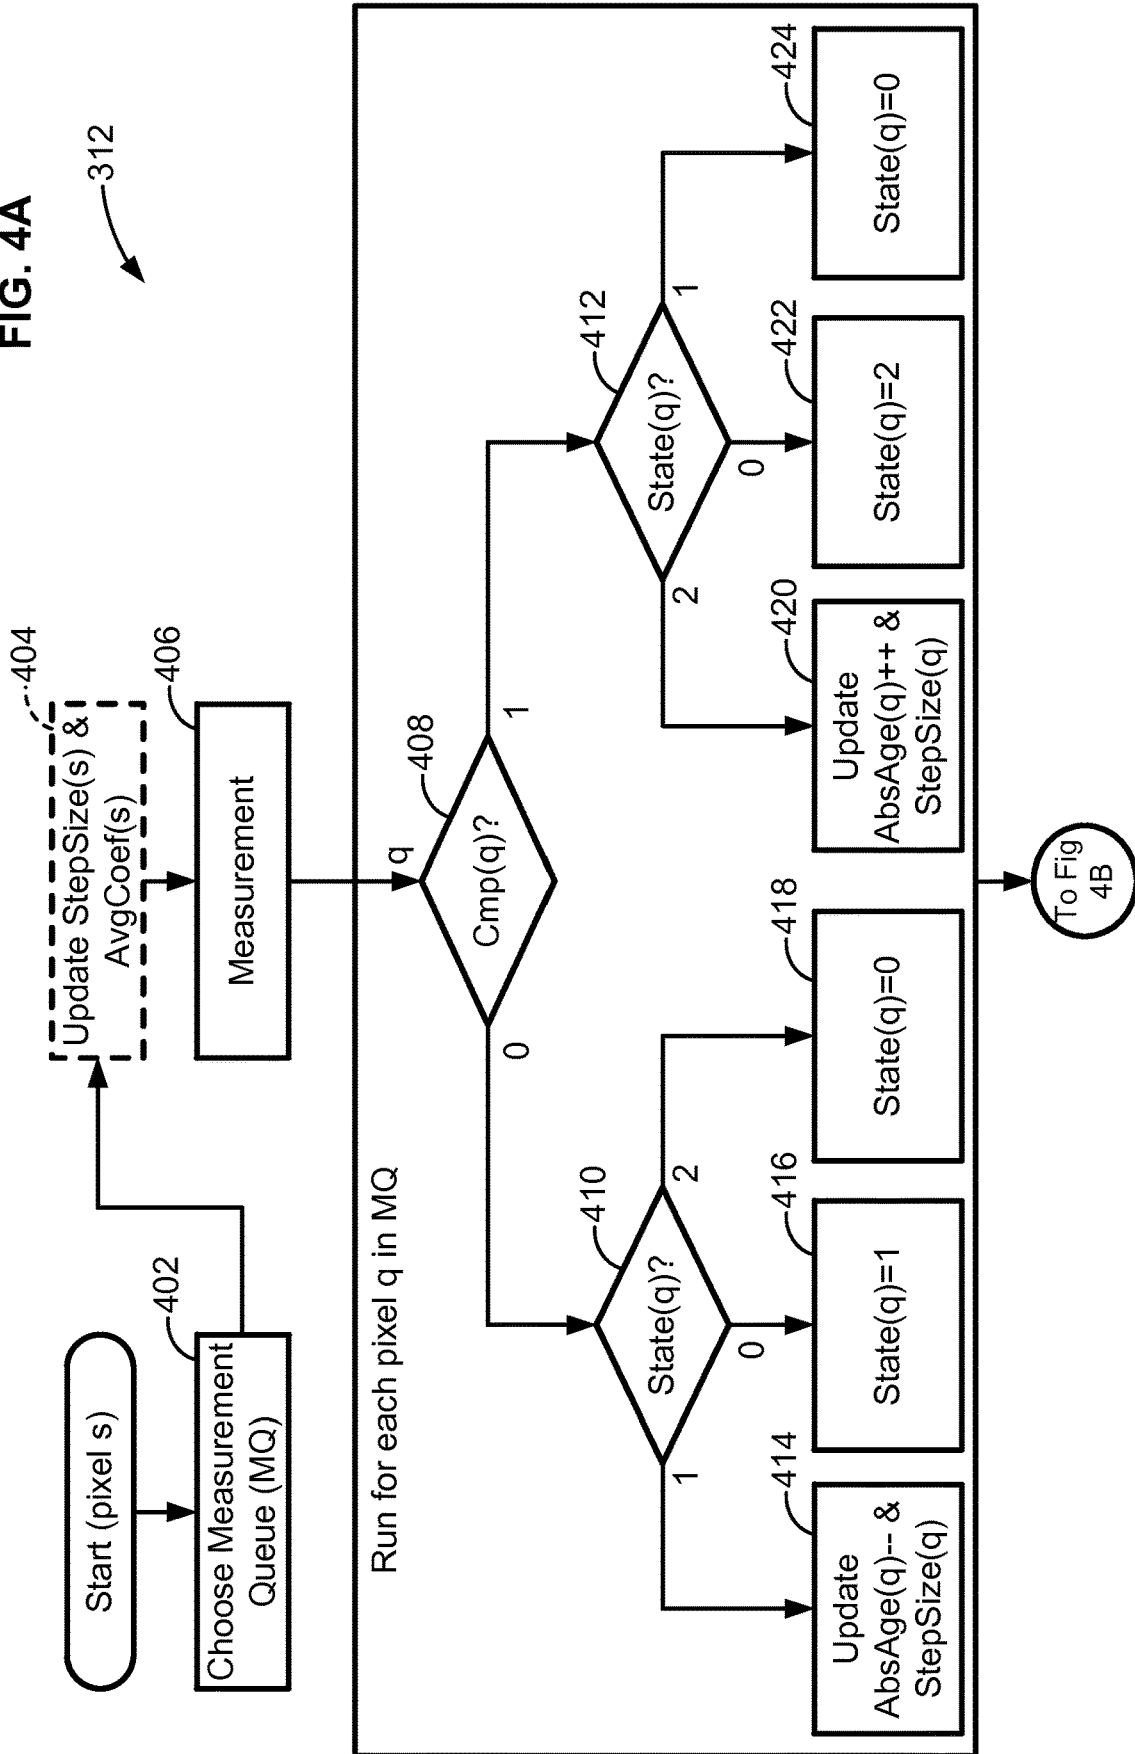 FIG. 4A
312
Start (pixel s)
402
Choose Measurement
Queue (MQ)
404
Update StepSize(s) &
AvgCoef(s)
406
Measurement
Run for each pixel q in MQ
q
408
Cmp(q)?
0
1
410
State(q)?
1
0
2
412
State(q)?
2
0
1
414
Update
AbsAge(q)-- &
StepSize(q)
416
State(q)=1
418
State(q)=0
420
Update
AbsAge(q)++ &
StepSize(q)
422
State(q)=2
424
State(q)=0
To Fig
4B